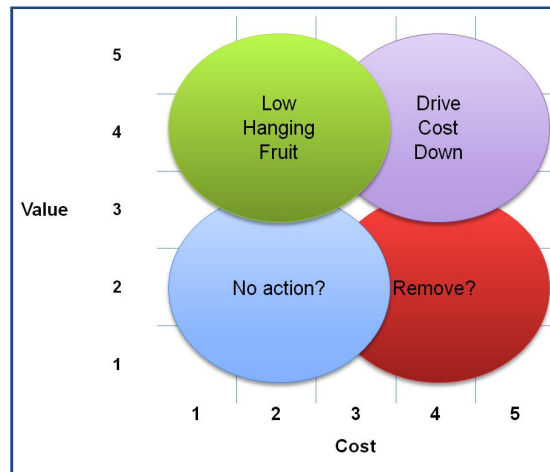 5
Low
Hanging
Fruit
Drive
Cost
Down
4
Value
3
2
No action?
Remove?
1
1 2 3 4 5
Cost